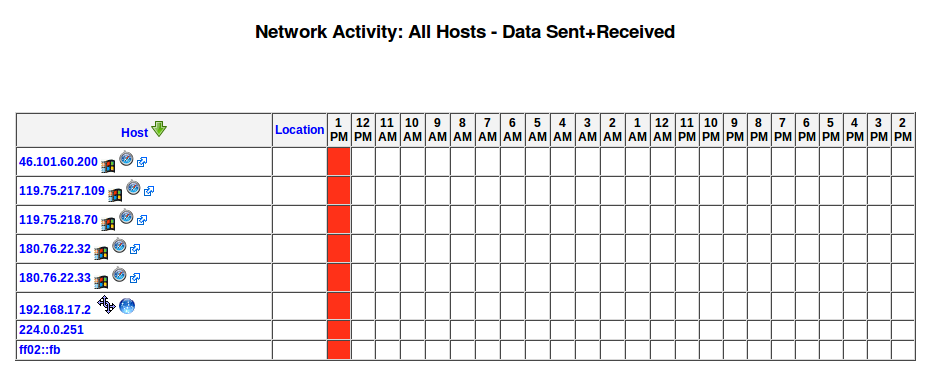 Network Activity: All Hosts - Data Sent+Received
Host Location 1 PM 12 PM 11 AM 10 AM 9 AM 8 AM 7 AM 6 AM 5 AM 4 AM 3 AM 2 AM 1 AM 12 AM 11 PM 10 PM 9 PM 8 PM 7 PM 6 PM 5 PM 4 PM 3 PM 2 PM
46.101.60.200
119.75.217.109
119.75.218.70
180.76.22.32
180.76.22.33
192.168.17.2
224.0.0.251
ff02::fb